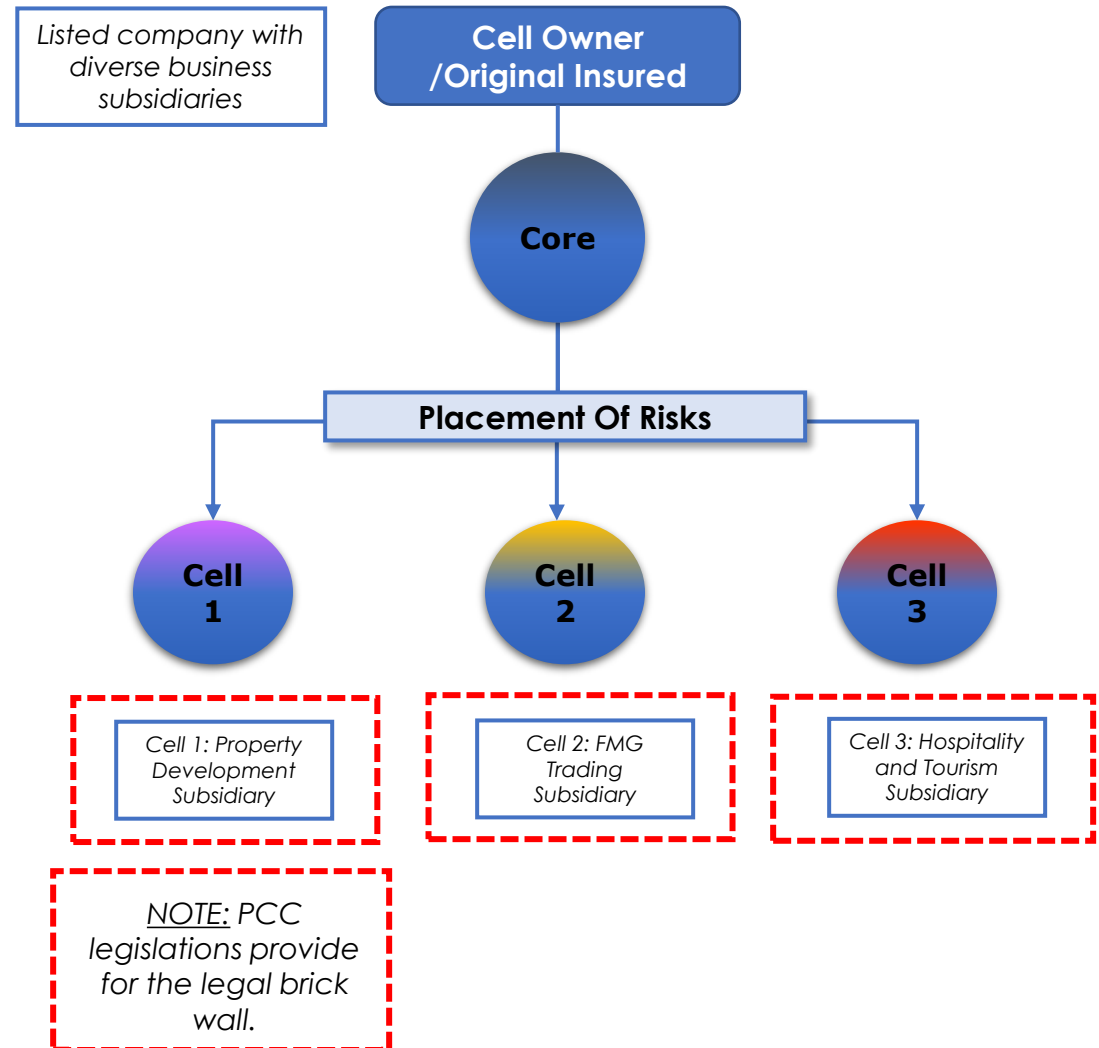 Listed company with
diverse business
subsidiaries
Cell Owner
/Original Insured
Core
Placement Of Risks
Cell
1
Cell
2
Cell
3
Cell 1: Property
Development
Subsidiary
Cell 2: FMG
Trading
Subsidiary
Cell 3: Hospitality
and Tourism
Subsidiary
NOTE: PCC
legislations provide
for the legal brick
wall.